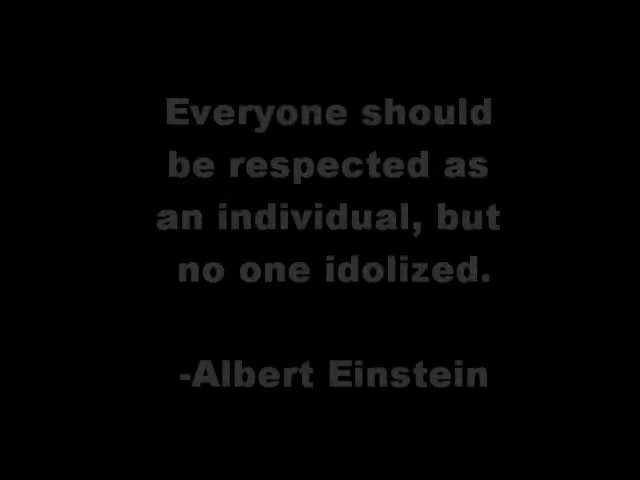 Everyone should
be respected as
an individual, but
no one idolized.
-Albert Einstein